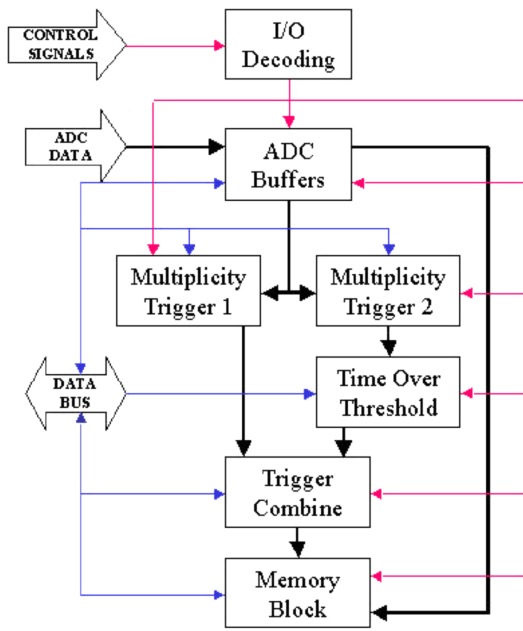 CONTROL
SIGNALS
I/O
Decoding
ADC
DATA
ADC
Buffers
Multiplicity
Trigger 1
Multiplicity
Trigger 2
DATA
BUS
Time Over
Threshold
Trigger
Combine
Memory
Block